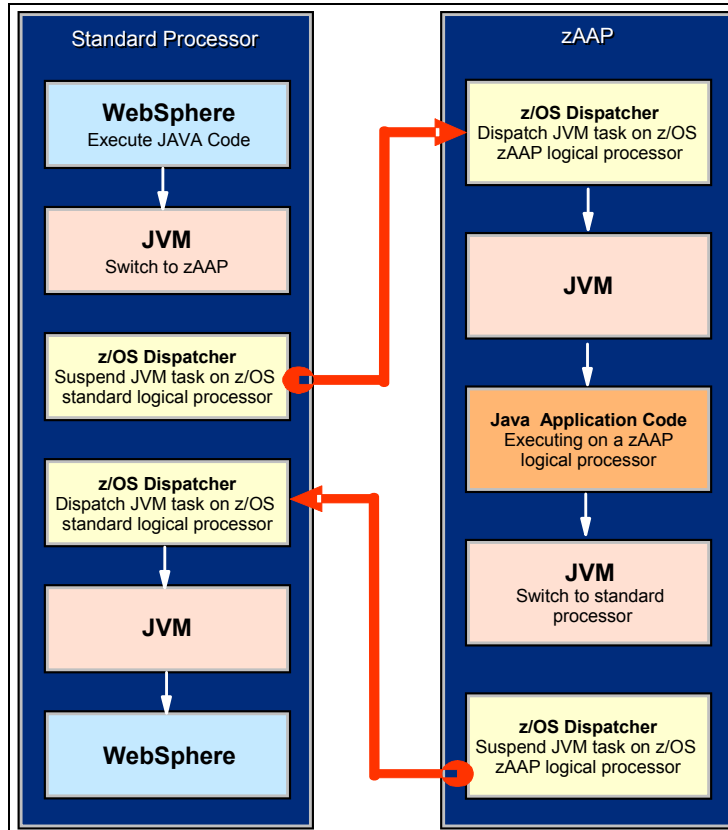 Standard Processor
WebSphere
Execute JAVA Code
JVM
Switch to zAAP
z/OS Dispatcher
Suspend JVM task on z/OS
standard logical processor
z/OS Dispatcher
Dispatch JVM task on z/OS
standard logical processor
JVM
WebSphere
zAAP
z/OS Dispatcher
Dispatch JVM task on z/OS
zAAP logical processor
JVM
Java Application Code
Executing on a zAAP
logical processor
JVM
Switch to standard
processor
z/OS Dispatcher
Suspend JVM task on z/OS
zAAP logical processor